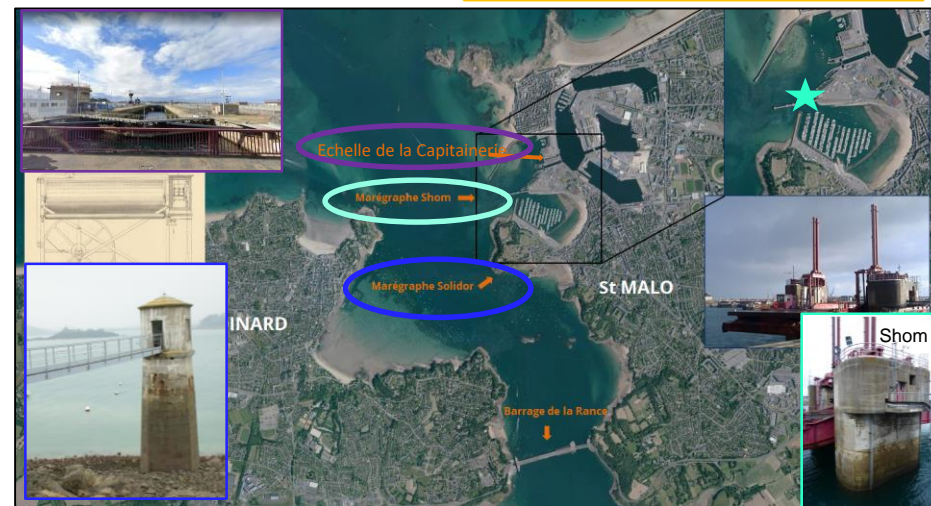 Echelle de la Capitainerie
Marégraphe Shom
Marégraphe Solidor
St MALO
INARD
Shom
Barrage de la Rance